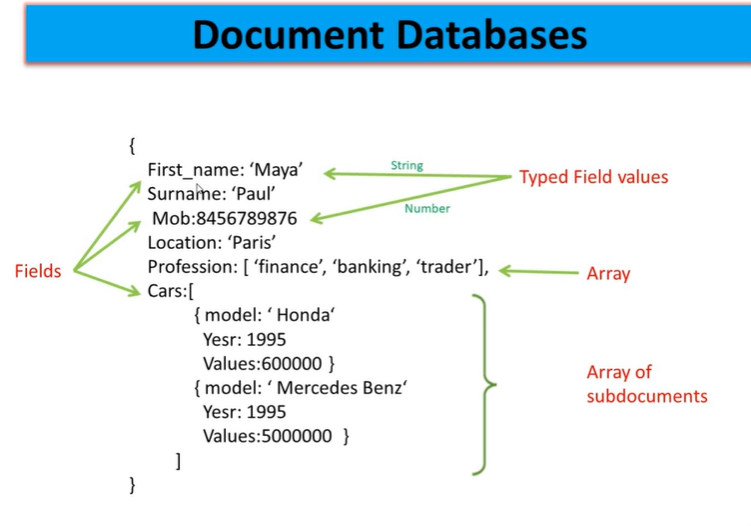 Document Databases
{
First_name: ‘Maya’
String
Typed Field values
Surname: ‘Paul’
Number
Mob:8456789876
Location: ‘Paris’
Fields
Profession: [ ‘finance’, ‘banking’, ‘trader’],
Array
Cars:[
{ model: ‘ Honda‘
Yesr: 1995
Values:600000 }
Array of
subdocuments
{ model: ‘ Mercedes Benz‘
Yesr: 1995
Values:5000000 }
]
}